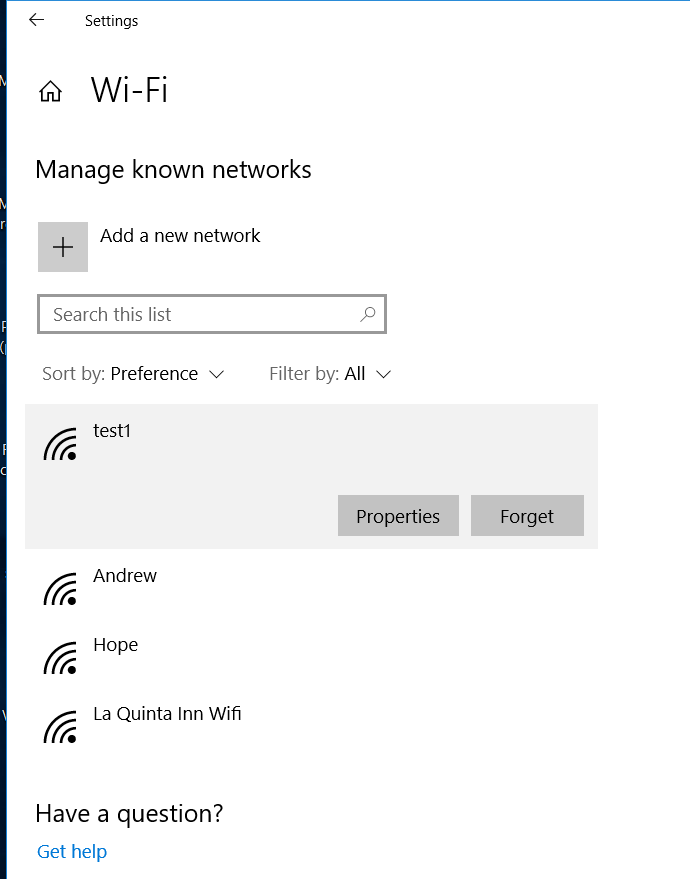 Settings
Wi-Fi
Manage known networks
Add a new network
Search this list
Sort by: Preference Filter by: All
test1
Properties Forget
Andrew
Hope
La Quinta Inn Wifi
Have a question?
Get help